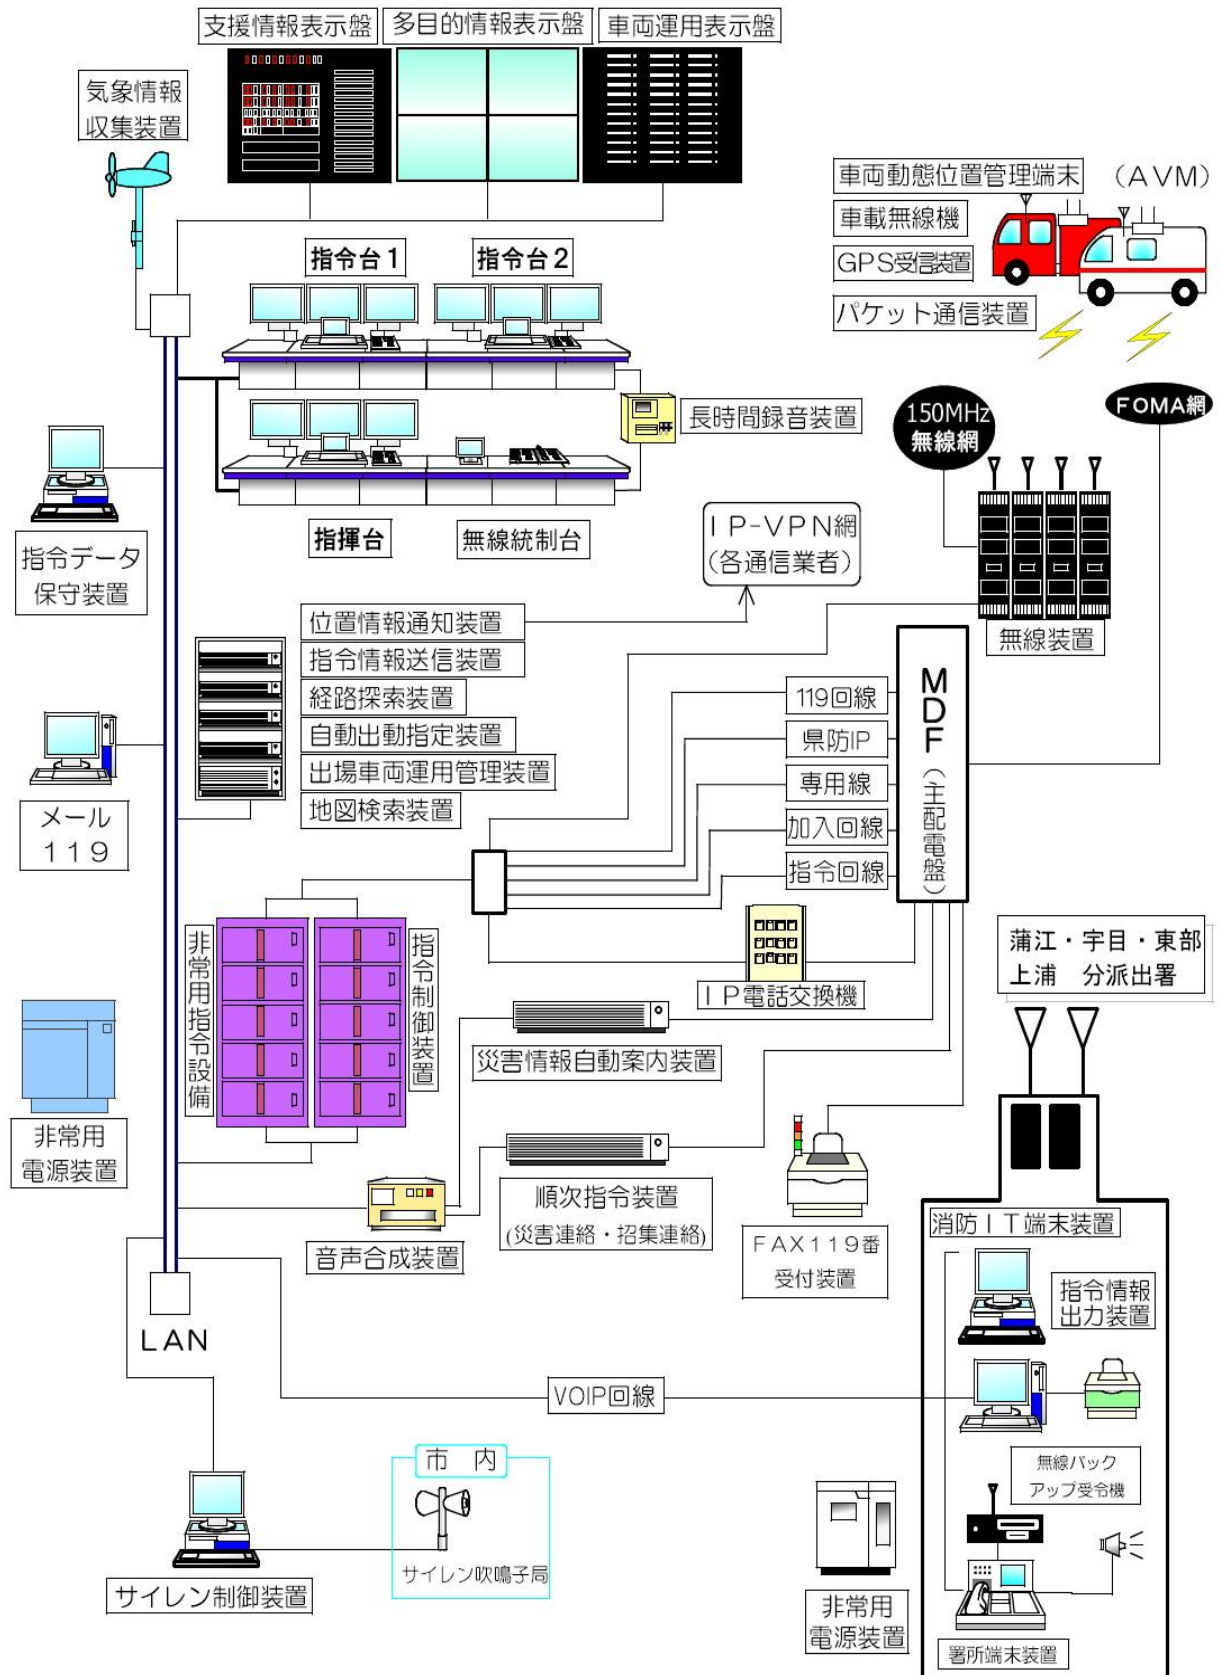 支援情報表示盤
多目的情報表示盤
車両運用表示盤
気象情報
収集装置
車両動態位置管理端末 (AVM)
車載無線機
GPS受信装置
パケット通信装置
指令台1
指令台2
長時間録音装置
150MHz
無線網
FOMA網
指令データ
保守装置
指揮台
無線統制台
IP-VPN網
(各通信業者)
無線装置
位置情報通知装置
指令情報送信装置
経路探索装置
自動出動指定装置
出場車両運用管理装置
地図検索装置
メール
119
119回線
県防IP
専用線
加入回線
指令回線
MDF(主配電盤)
非常用指令設備
指令制御装置
IP電話交換機
蒲江・宇目・東部
上浦 分派出署
災害情報自動案内装置
非常用
電源装置
順次指令装置
(災害連絡・招集連絡)
音声合成装置
FAX119番
受付装置
消防IT端末装置
指令情報
出力装置
LAN
VOIP回線
市 内
サイレン吹鳴子局
サイレン制御装置
無線バック
アップ受令機
非常用
電源装置
署所端末装置